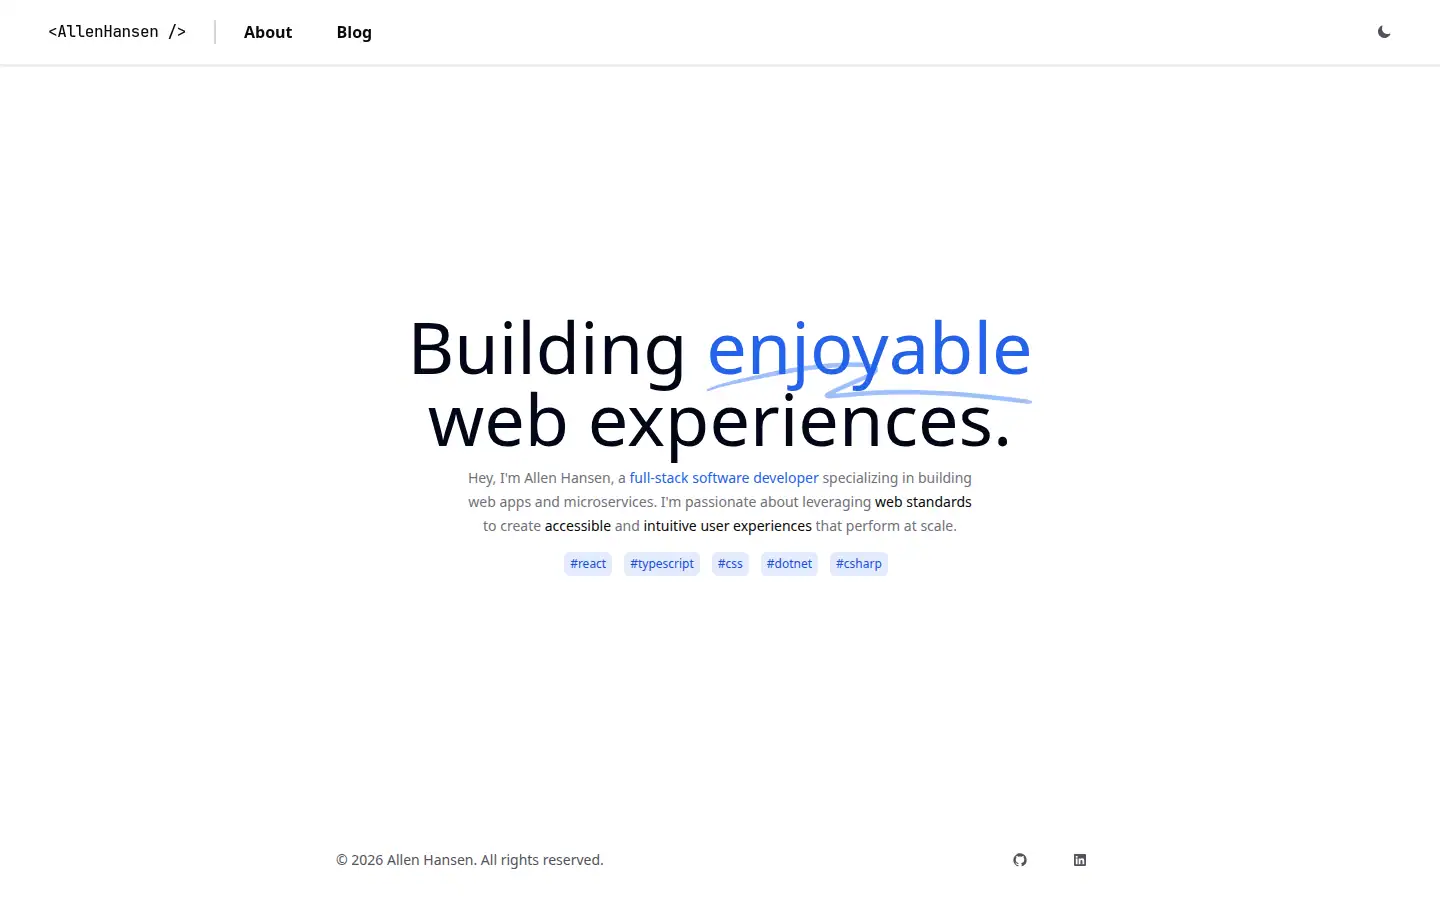 <AllenHansen />
About
Blog
Building enjoyable
web experiences.
Hey, I'm Allen Hansen, a full-stack software developer specializing in building
web apps and microservices. I'm passionate about leveraging web standards
to create accessible and intuitive user experiences that perform at scale.
#react #typescript #css #dotnet #csharp
© 2026 Allen Hansen. All rights reserved.